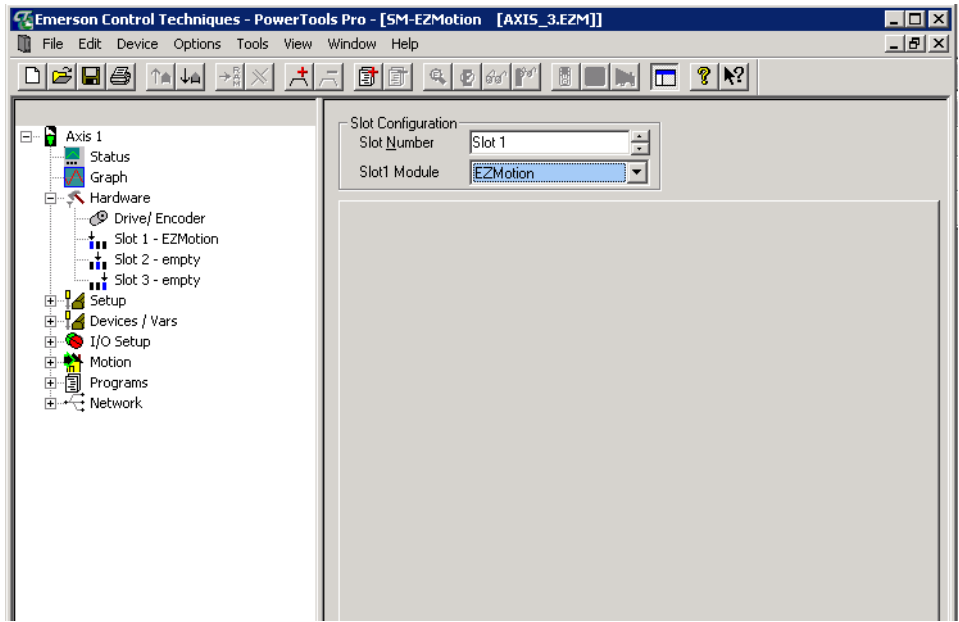 Emerson Control Techniques - PowerTools Pro - [SM-EZMotion [AXIS_3.EZM]]
File Edit Device Options Tools View Window Help
Axis 1
Status
Graph
Hardware
Drive/ Encoder
Slot 1 - EZMotion
Slot 2 - empty
Slot 3 - empty
Setup
Devices / Vars
I/O Setup
Motion
Programs
Network
Slot Configuration
Slot Number Slot 1
Slot1 Module EZMotion